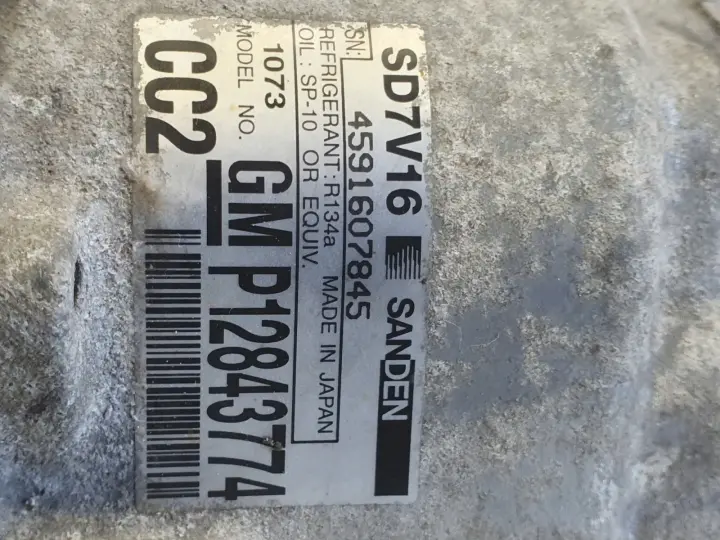 SD7V16 SANDEN
SN: 4591607845
REFRIGERANT:R134a MADE IN JAPAN
OIL: SP-10 OR EQUIV.
1073
MODEL NO.
GM P12843774
CC2